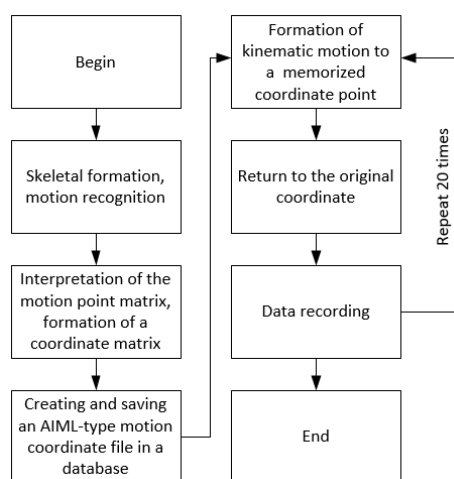 Begin
Skeletal formation,
motion recognition
Interpretation of the
motion point matrix,
formation of a
coordinate matrix
Creating and saving
an AIML-type motion
coordinate file in a
database
Formation of
kinematic motion to
a memorized
coordinate point
Return to the original
coordinate
Data recording
End
Repeat 20 times